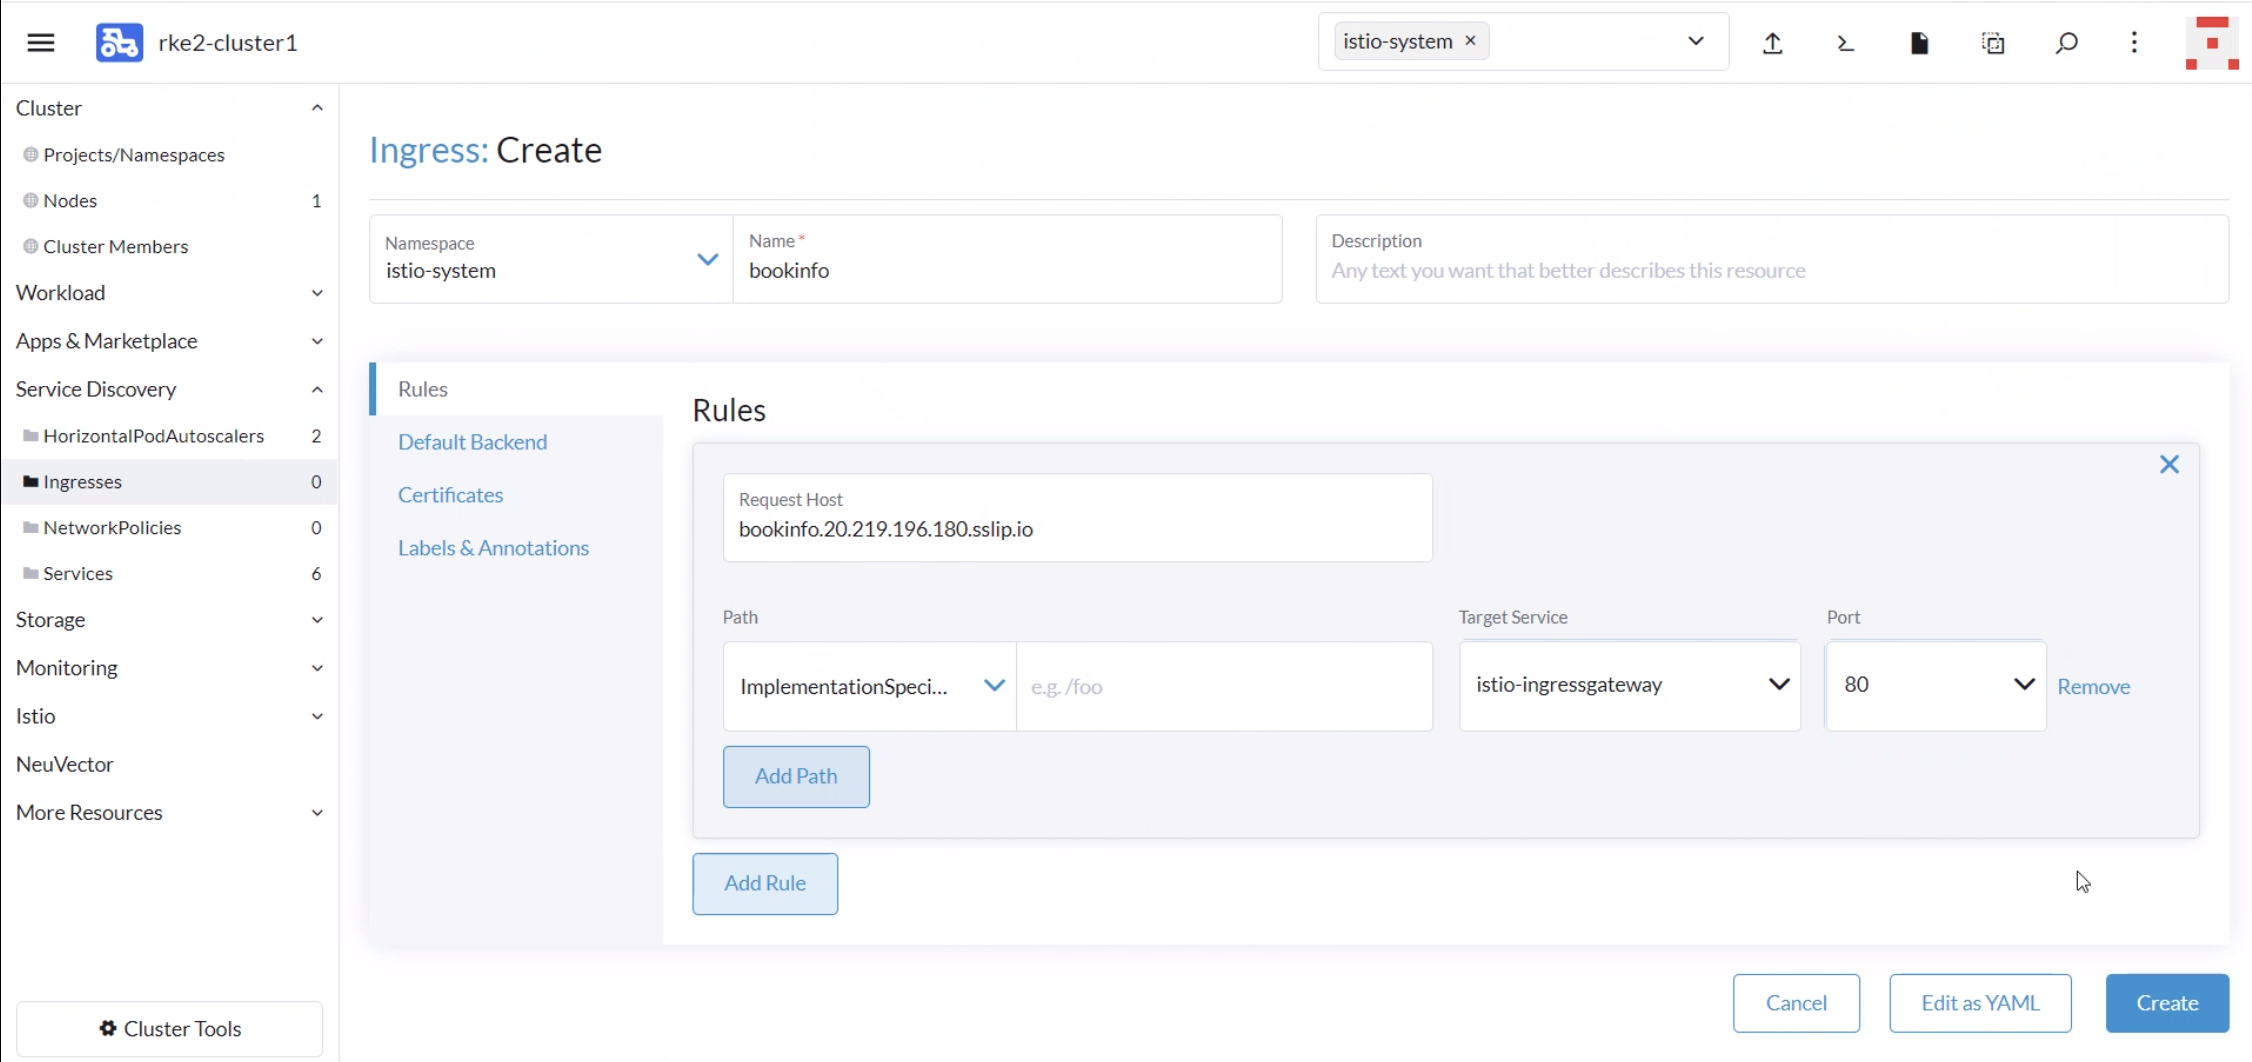 rke2-cluster1
istio-system ×
Cluster
Projects/Namespaces
Nodes 1
Cluster Members
Workload
Apps & Marketplace
Service Discovery
HorizontalPodAutoscalers 2
Ingresses 0
NetworkPolicies 0
Services 6
Storage
Monitoring
Istio
NeuVector
More Resources
Cluster Tools
Ingress: Create
Namespace
istio-system
Name *
bookinfo
Description
Any text you want that better describes this resource
Rules
Default Backend
Certificates
Labels & Annotations
Rules
Request Host
bookinfo.20.219.196.180.sslip.io
Path Target Service Port
ImplementationSpeci... e.g. /foo istio-ingressgateway 80 Remove
Add Path
Add Rule
Cancel Edit as YAML Create